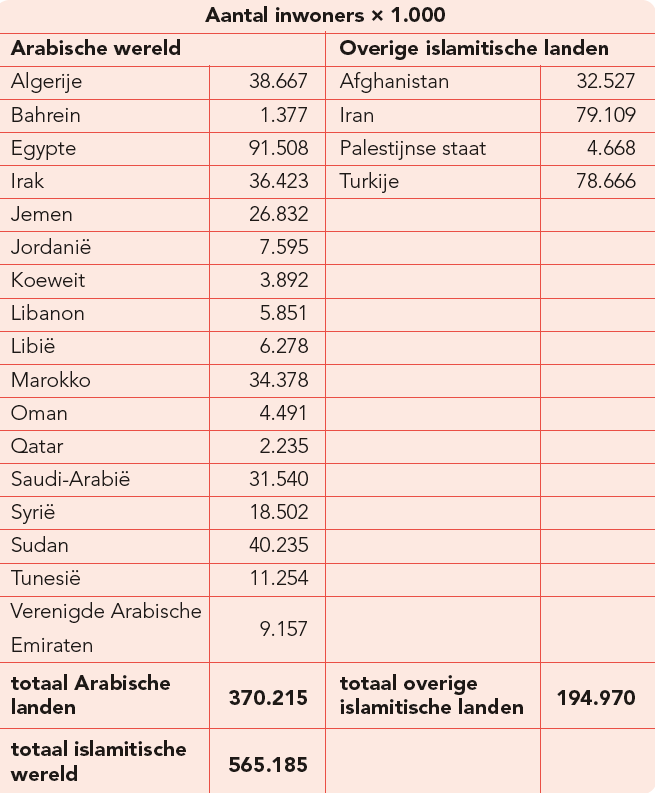 Aantal inwoners × 1.000
Arabische wereld Overige islamitische landen
Algerije 38.667 Afghanistan 32.527
Bahrein 1.377 Iran 79.109
Egypte 91.508 Palestijnse staat 4.668
Irak 36.423 Turkije 78.666
Jemen 26.832
Jordanië 7.595
Koeweit 3.892
Libanon 5.851
Libië 6.278
Marokko 34.378
Oman 4.491
Qatar 2.235
Saudi-Arabië 31.540
Syrië 18.502
Sudan 40.235
Tunesië 11.254
Verenigde Arabische
Emiraten 9.157
totaal Arabische
landen 370.215 totaal overige
islamitische landen 194.970
totaal islamitische
wereld 565.185